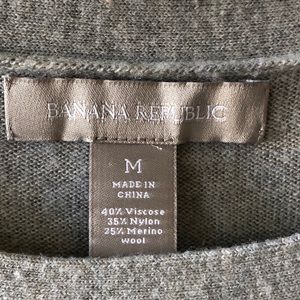 BANANA REPUBLIC
M
MADE IN
CHINA
40% Viscose
35% Nylon
25% Merino
wool